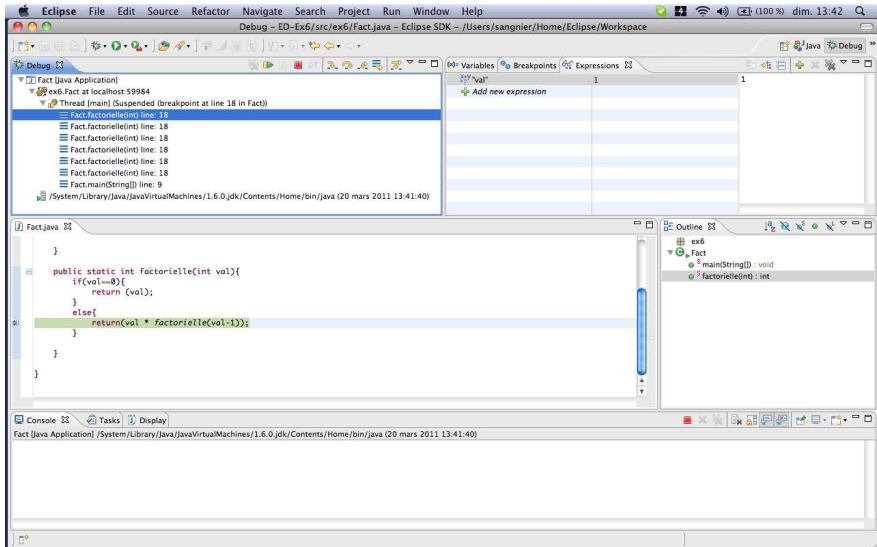 Eclipse File Edit Source Refactor Navigate Search Project Run Window Help (100 %) dim. 13:42
Debug – ED-Ex6/src/ex6/Fact.java – Eclipse SDK – /Users/sangnier/Home/Eclipse/Workspace
Java Debug
Debug
Fact [Java Application]
ex6.Fact at localhost:59984
Thread [main] (Suspended (breakpoint at line 18 in Fact))
Fact.factorielle(int) line: 18
Fact.factorielle(int) line: 18
Fact.factorielle(int) line: 18
Fact.factorielle(int) line: 18
Fact.factorielle(int) line: 18
Fact.main(String[]) line: 9
/System/Library/Java/JavaVirtualMachines/1.6.0.jdk/Contents/Home/bin/java (20 mars 2011 13:41:40)
Variables Breakpoints Expressions
"val" 1
Add new expression
1
Fact.java
}
public static int factorielle(int val){
if(val==0){
return (val);
}
else{
return(val * factorielle(val-1));
}
}
}
Outline
ex6
Fact
main(String[]) : void
factorielle(int) : int
Console Tasks Display
Fact [Java Application] /System/Library/Java/JavaVirtualMachines/1.6.0.jdk/Contents/Home/bin/java (20 mars 2011 13:41:40)